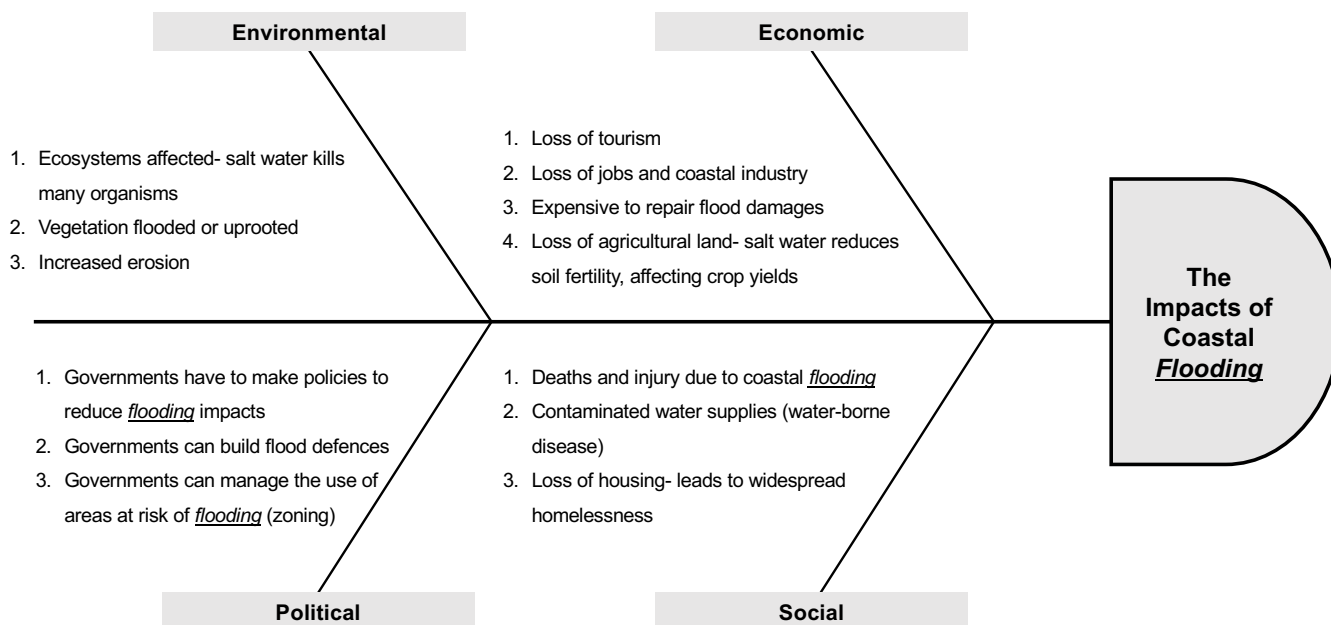 Environmental
1. Ecosystems affected- salt water kills
many organisms
2. Vegetation flooded or uprooted
3. Increased erosion
Economic
1. Loss of tourism
2. Loss of jobs and coastal industry
3. Expensive to repair flood damages
4. Loss of agricultural land- salt water reduces
soil fertility, affecting crop yields
The
Impacts of
Coastal
Flooding
1. Governments have to make policies to
reduce flooding impacts
2. Governments can build flood defences
3. Governments can manage the use of
areas at risk of flooding (zoning)
Political
1. Deaths and injury due to coastal flooding
2. Contaminated water supplies (water-borne
disease)
3. Loss of housing- leads to widespread
homelessness
Social